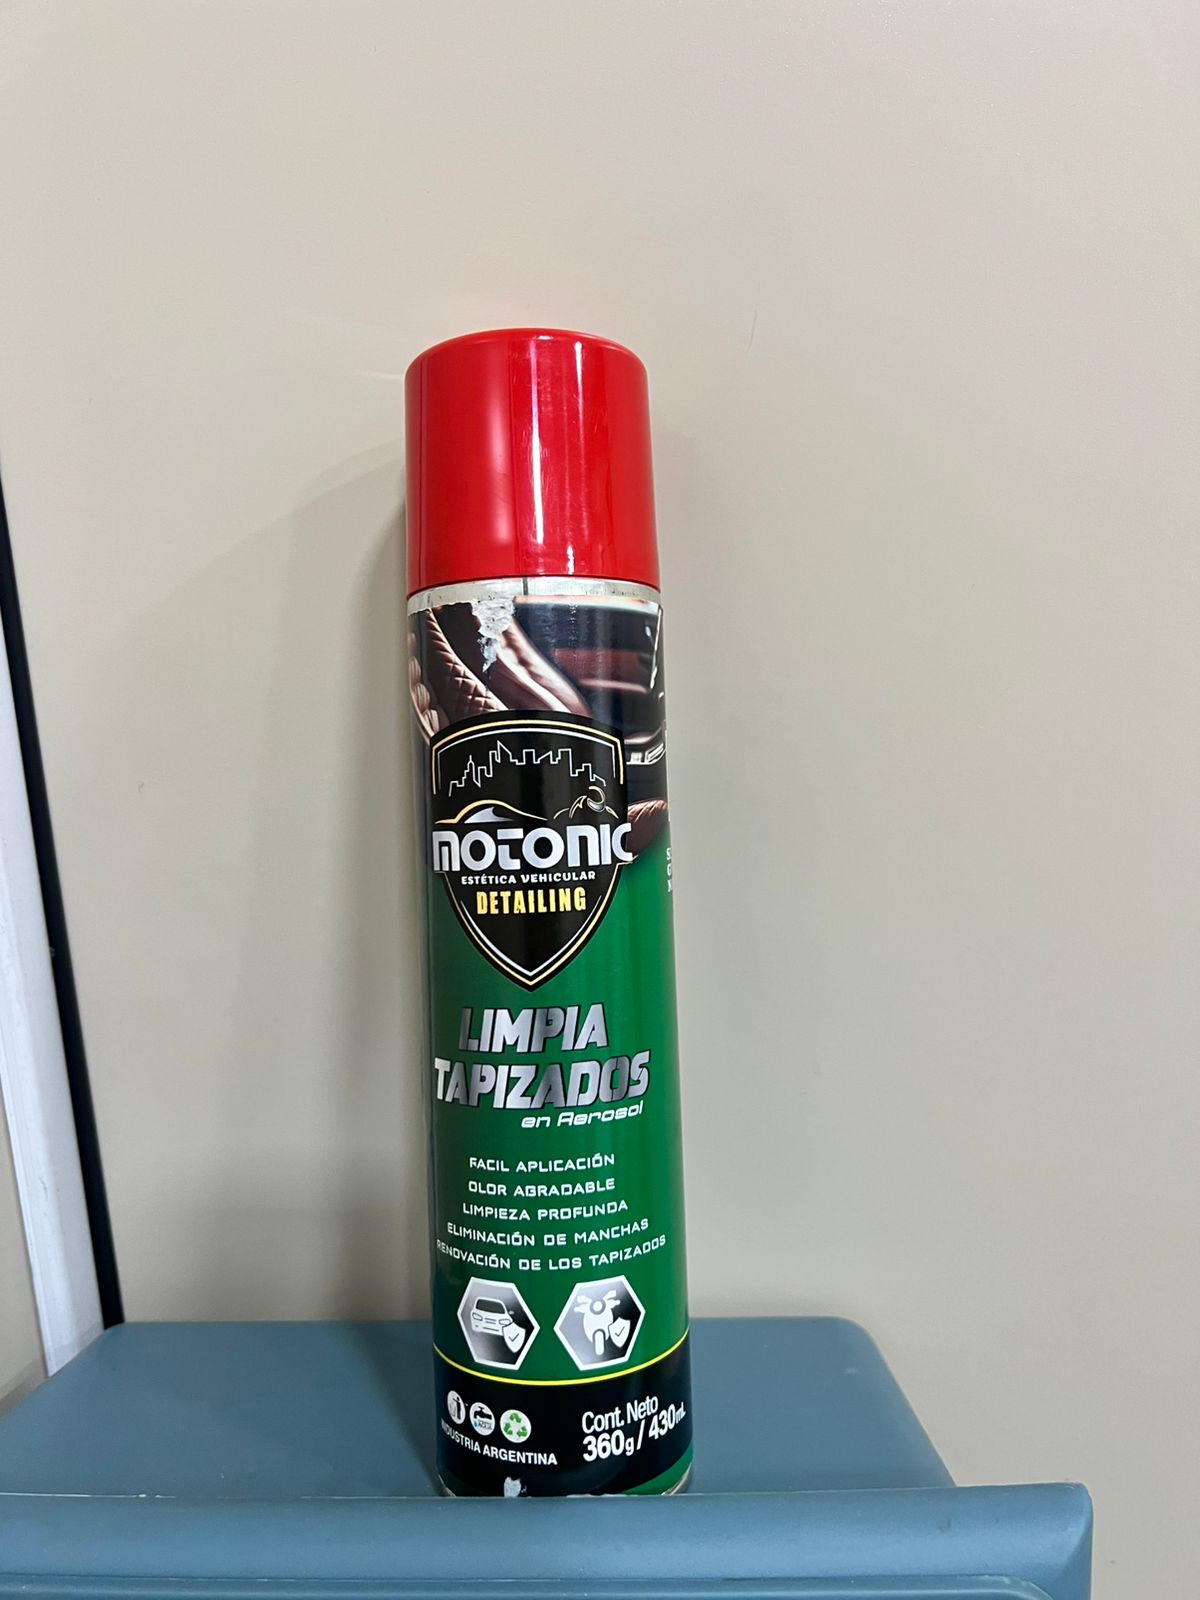 MOTONIC
ESTÉTICA VEHICULAR
DETAILING
LIMPIA
TAPIZADOS
en Aerosol
FACIL APLICACIÓN
OLOR AGRADABLE
LIMPIEZA PROFUNDA
ELIMINACIÓN DE MANCHAS
RENOVACIÓN DE LOS TAPIZADOS
INDUSTRIA ARGENTINA
Cont. Neto
360g / 430mL